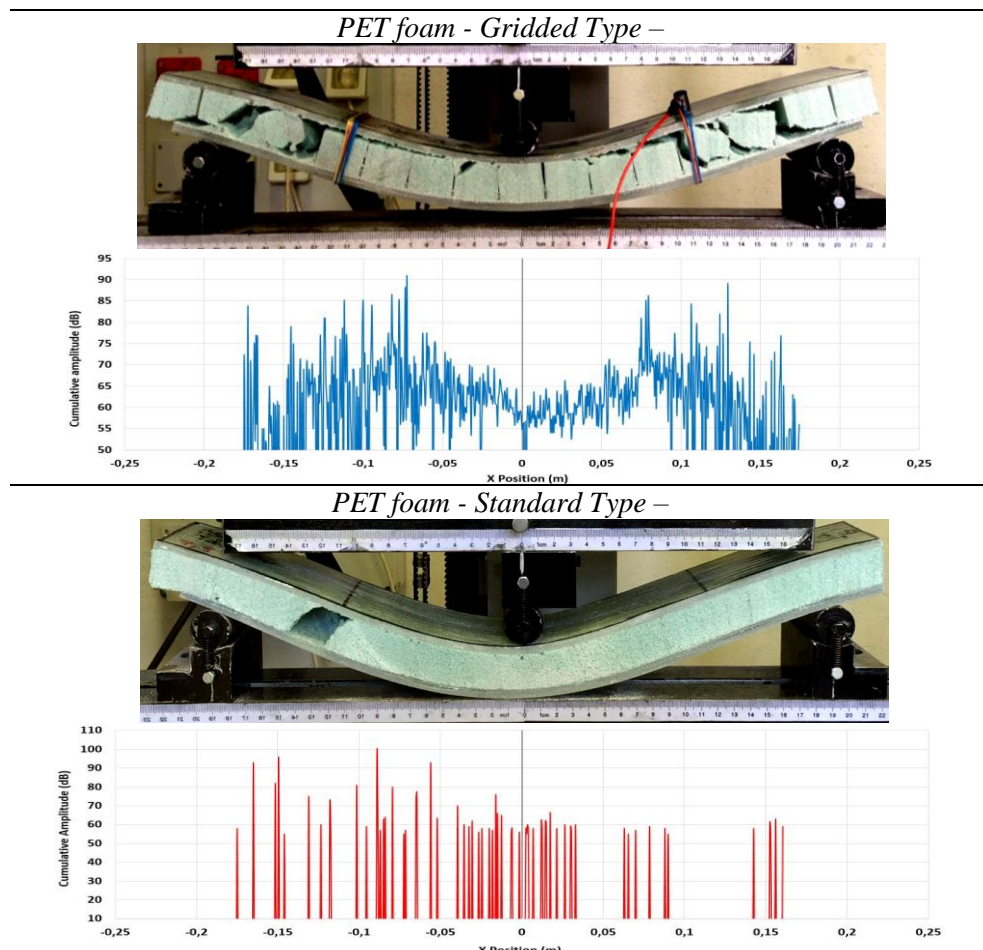 PET foam - Gridded Type –
95
90
85
80
75
70
65
60
55
50
Cumulative amplitude (dB)
-0,25 -0,2 -0,15 -0,1 -0,05 0 0,05 0,1 0,15 0,2 0,25
X Position (m)
PET foam - Standard Type –
110
100
90
80
70
60
50
40
30
20
10
Cumulative Amplitude (dB)
-0,25 -0,2 -0,15 -0,1 -0,05 0 0,05 0,1 0,15 0,2 0,25
X Position (m)